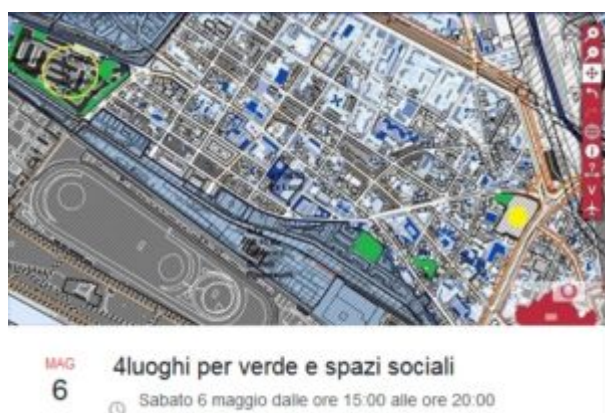 MAG
6
4luoghi per verde e spazi sociali
Sabato 6 maggio dalle ore 15:00 alle ore 20:00